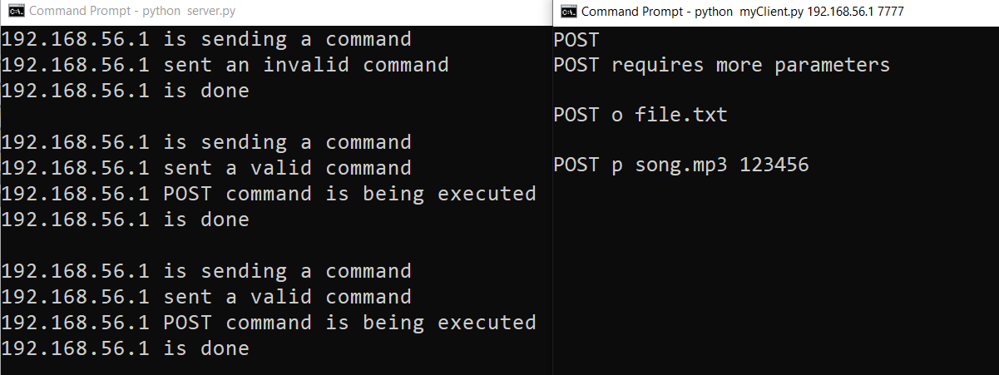 Command Prompt - python  server.py
192.168.56.1 is sending a command
192.168.56.1 sent an invalid command
192.168.56.1 is done
192.168.56.1 is sending a command
192.168.56.1 sent a valid command
192.168.56.1 POST command is being executed
192.168.56.1 is done
192.168.56.1 is sending a command
192.168.56.1 sent a valid command
192.168.56.1 POST command is being executed
192.168.56.1 is done
Command Prompt - python  myClient.py 192.168.56.1 7777
POST
POST requires more parameters
POST o file.txt
POST p song.mp3 123456